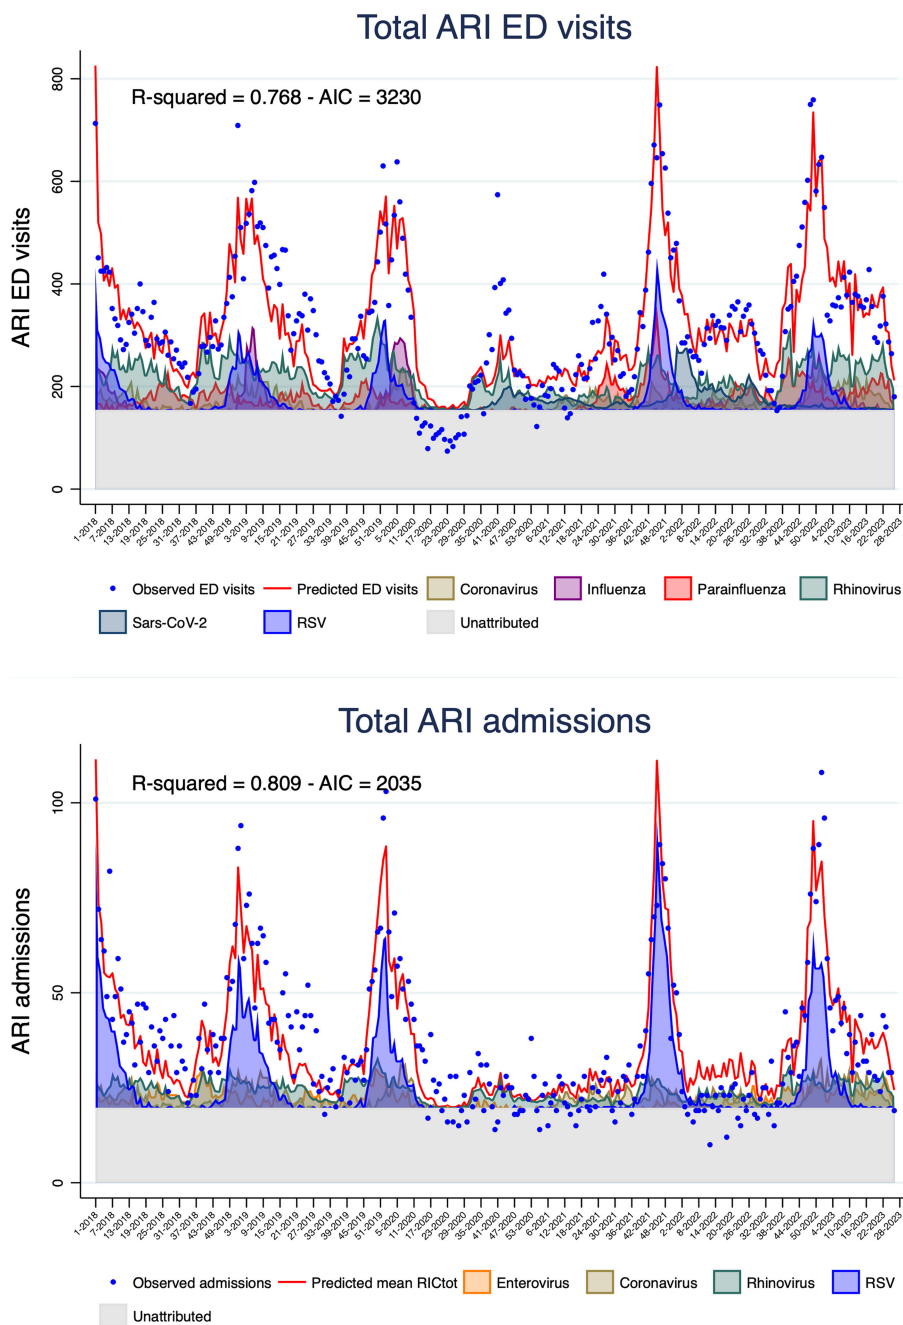 Total ARI ED visits
R-squared = 0.768 - AIC = 3230
ARI ED visits
800
600
400
200
0
1-2018 7-2018 13-2018 19-2018 25-2018 31-2018 37-2018 43-2018 49-2018 3-2019 9-2019 15-2019 21-2019 27-2019 33-2019 39-2019 45-2019 51-2019 5-2020 11-2020 17-2020 23-2020 29-2020 35-2020 41-2020 47-2020 53-2020 6-2021 12-2021 18-2021 24-2021 30-2021 36-2021 42-2021 48-2021 2-2022 8-2022 14-2022 20-2022 26-2022 32-2022 38-2022 44-2022 50-2022 4-2023 10-2023 16-2023 22-2023 28-2023
Observed ED visits Predicted ED visits Coronavirus Influenza Parainfluenza Rhinovirus
Sars-CoV-2 RSV Unattributed
Total ARI admissions
R-squared = 0.809 - AIC = 2035
ARI admissions
100
50
0
1-2018 7-2018 13-2018 19-2018 25-2018 31-2018 37-2018 43-2018 49-2018 3-2019 9-2019 15-2019 21-2019 27-2019 33-2019 39-2019 45-2019 51-2019 5-2020 11-2020 17-2020 23-2020 29-2020 35-2020 41-2020 47-2020 53-2020 6-2021 12-2021 18-2021 24-2021 30-2021 36-2021 42-2021 48-2021 2-2022 8-2022 14-2022 20-2022 26-2022 32-2022 38-2022 44-2022 50-2022 4-2023 10-2023 16-2023 22-2023 28-2023
Observed admissions Predicted mean RICtot Enterovirus Coronavirus Rhinovirus RSV
Unattributed